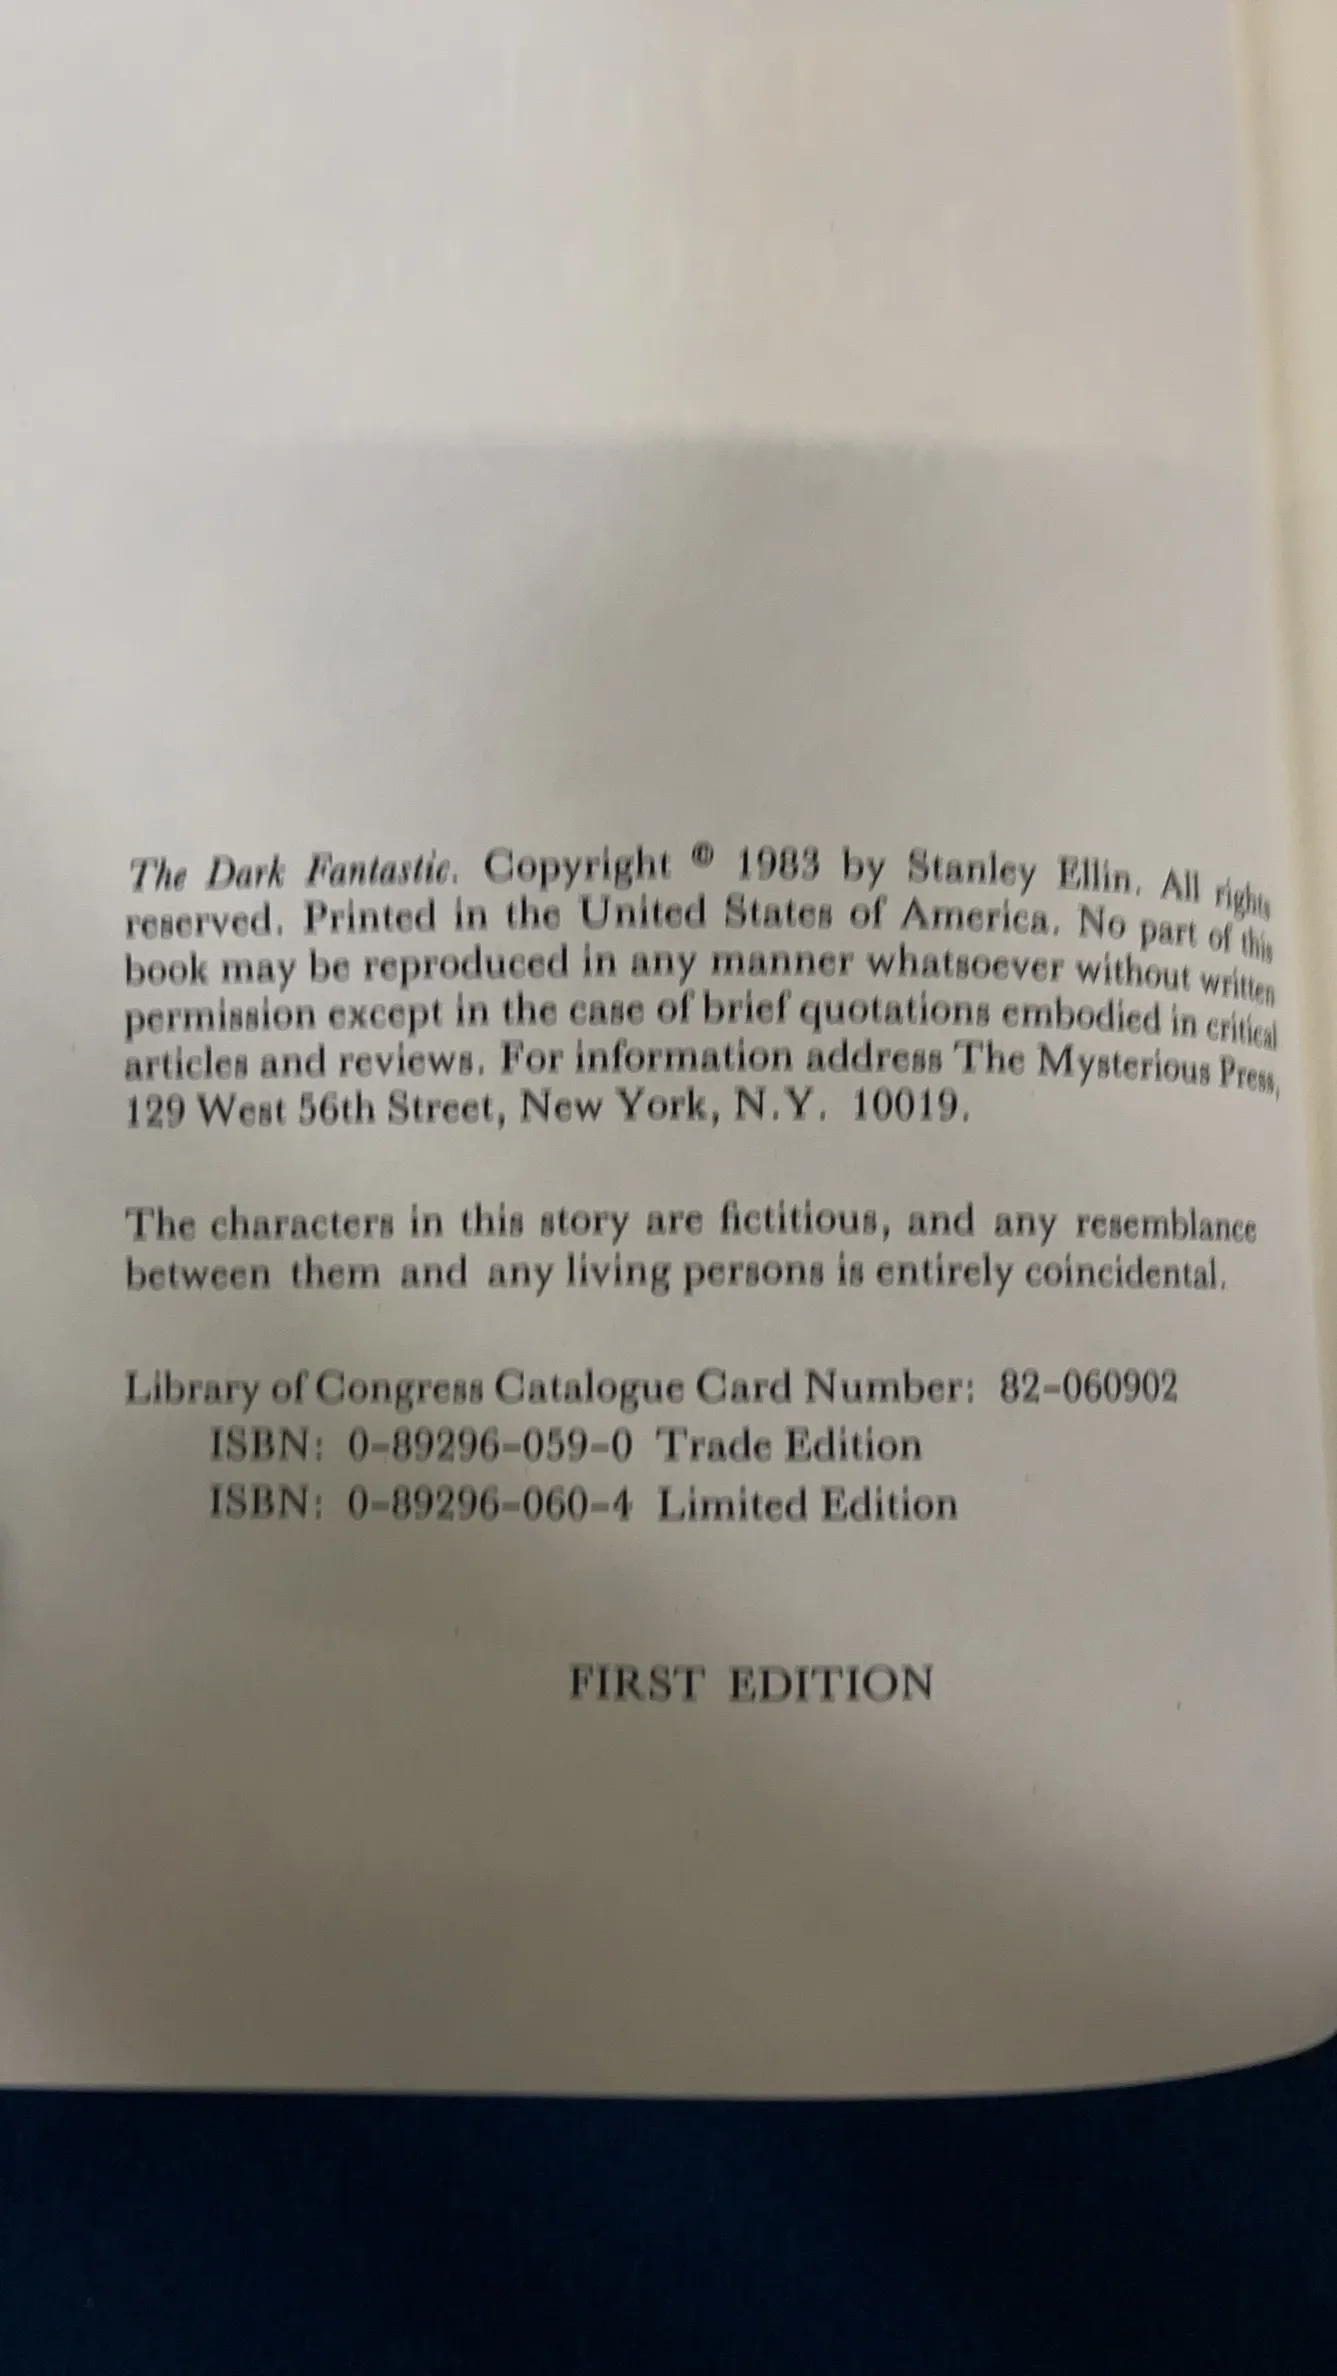 The Dark Fantastic. Copyright © 1983 by Stanley Ellin. All rights
reserved. Printed in the United States of America. No part of this
book may be reproduced in any manner whatsoever without written
permission except in the case of brief quotations embodied in critical
articles and reviews. For information address The Mysterious Press,
129 West 56th Street, New York, N.Y. 10019.
The characters in this story are fictitious, and any resemblance
between them and any living persons is entirely coincidental.
Library of Congress Catalogue Card Number: 82-060902
ISBN: 0-89296-059-0 Trade Edition
ISBN: 0-89296-060-4 Limited Edition
FIRST EDITION